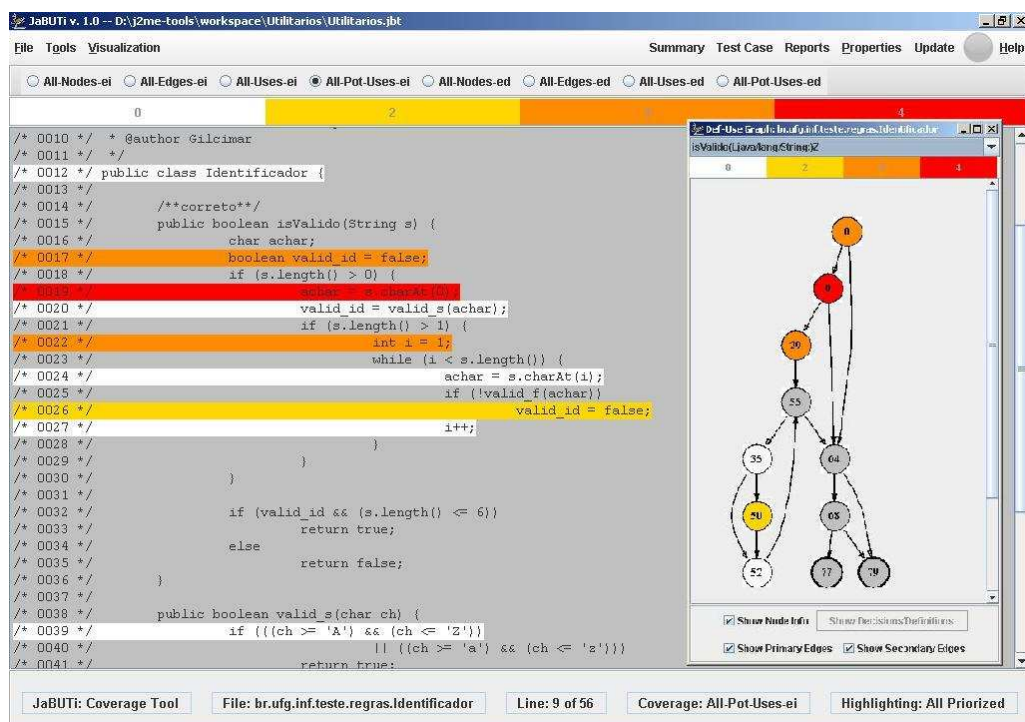 JaBUTi v. 1.0 -- D:\j2me-tools\workspace\Utilitarios\Utilitarios.jbt
File Tools Visualization Summary Test Case Reports Properties Update Help
All-Nodes-ei All-Edges-ei All-Uses-ei All-Pot-Uses-ei All-Nodes-ed All-Edges-ed All-Uses-ed All-Pot-Uses-ed
0 2 4
/* 0010 */ * @author Gilcimar
/* 0011 */ */
/* 0012 */ public class Identificador {
/* 0013 */
/* 0014 */ /**correto**/
/* 0015 */ public boolean isValido(String s) {
/* 0016 */ char achar;
/* 0017 */ boolean valid_id = false;
/* 0018 */ if (s.length() > 0) {
/* 0019 */ achar = s.charAt(0);
/* 0020 */ valid_id = valid_s(achar);
/* 0021 */ if (s.length() > 1) {
/* 0022 */ int i = 1;
/* 0023 */ while (i < s.length()) {
/* 0024 */ achar = s.charAt(i);
/* 0025 */ if (!valid_f(achar))
/* 0026 */ valid_id = false;
/* 0027 */ i++;
/* 0028 */ }
/* 0029 */ }
/* 0030 */ }
/* 0031 */
/* 0032 */ if (valid_id && (s.length() <= 6))
/* 0033 */ return true;
/* 0034 */ else
/* 0035 */ return false;
/* 0036 */ }
/* 0037 */
/* 0038 */ public boolean valid_s(char ch) {
/* 0039 */ if (((ch >= 'A') && (ch <= 'Z'))
/* 0040 */ || ((ch >= 'a') && (ch <= 'z')))
/* 0041 */ return true;
Def-Use Graph: br.ufg.inf.teste.regras.Identificador
isValido(Ljava/lang/String;)Z
0 2 4
0
9
29
55
35 64
50 68
52 77 79
Show Node Info Show Decisions/Definitions
Show Primary Edges Show Secondary Edges
JaBUTi: Coverage Tool File: br.ufg.inf.teste.regras.Identificador Line: 9 of 56 Coverage: All-Pot-Uses-ei Highlighting: All Priorized